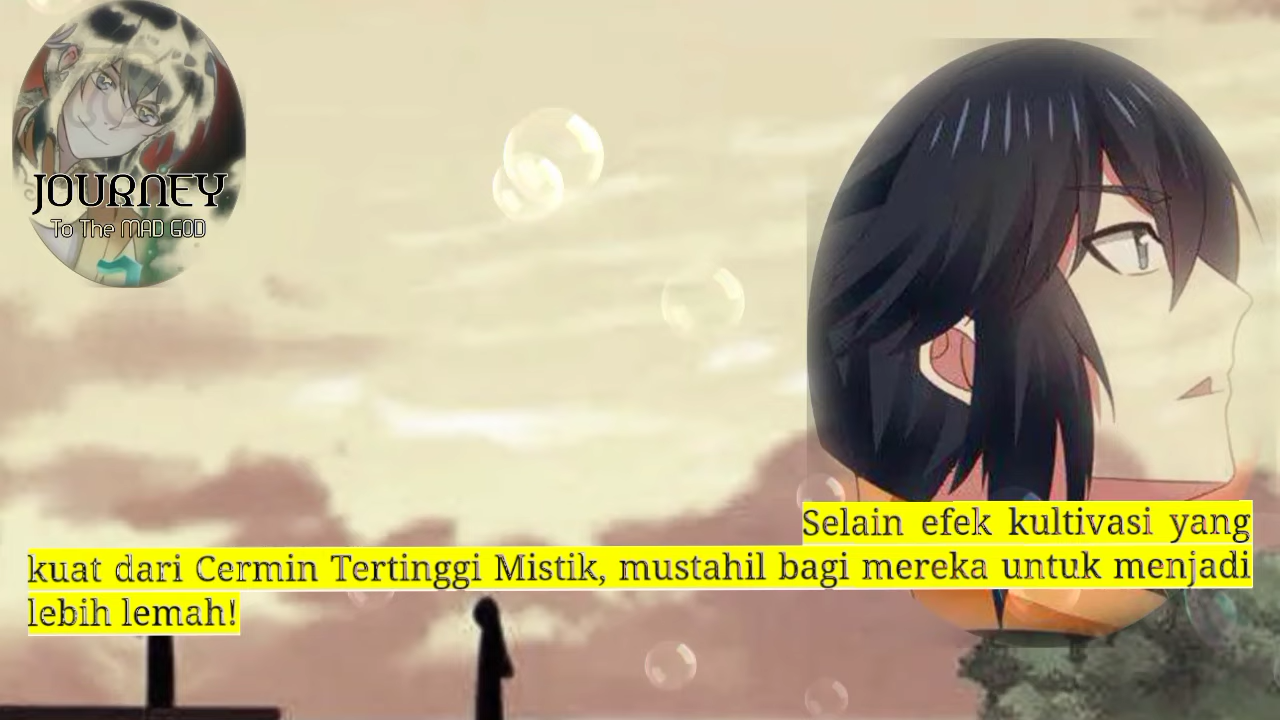 JOURNEY
To The MAD GOD
Selain efek kultivasi yang
kuat dari Cermin Tertinggi Mistik, mustahil bagi mereka untuk menjadi
lebih lemah!